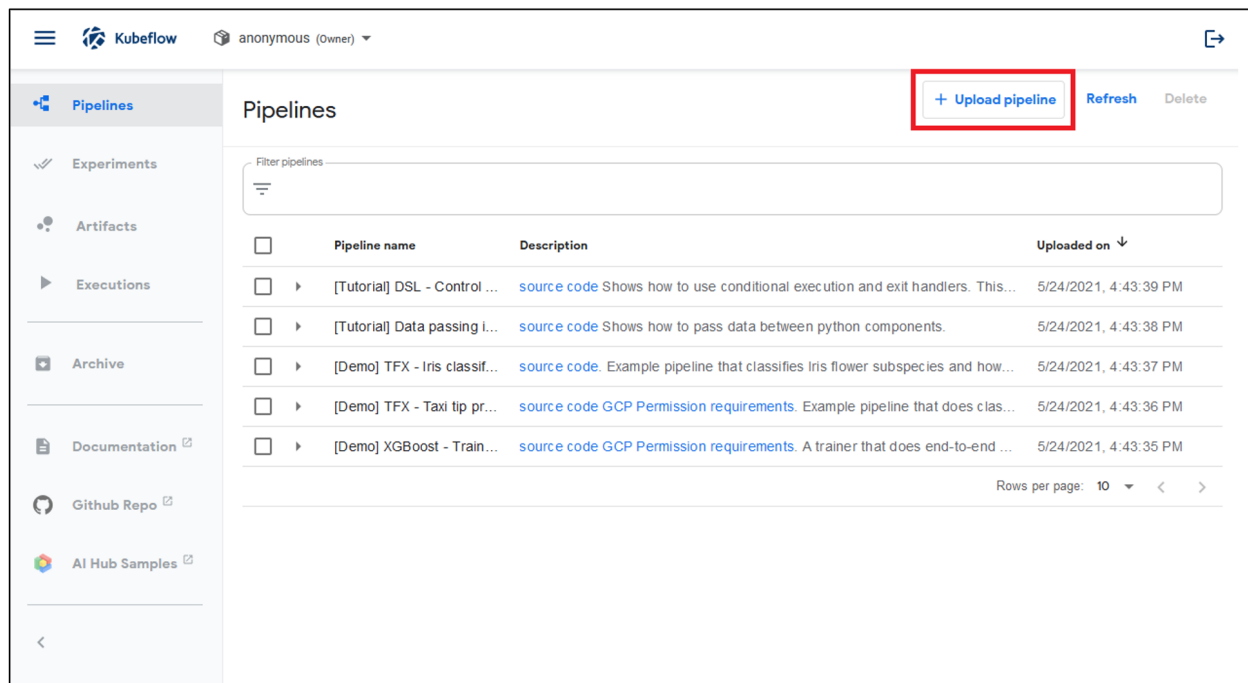 Kubeflow anonymous (Owner)
Pipelines
Experiments
Artifacts
Executions
Archive
Documentation
Github Repo
AI Hub Samples
Pipelines
+ Upload pipeline Refresh Delete
Filter pipelines
Pipeline name Description Uploaded on
[Tutorial] DSL - Control ... source code Shows how to use conditional execution and exit handlers. This... 5/24/2021, 4:43:39 PM
[Tutorial] Data passing i... source code Shows how to pass data between python components. 5/24/2021, 4:43:38 PM
[Demo] TFX - Iris classif... source code. Example pipeline that classifies Iris flower subspecies and how... 5/24/2021, 4:43:37 PM
[Demo] TFX - Taxi tip pr... source code GCP Permission requirements. Example pipeline that does clas... 5/24/2021, 4:43:36 PM
[Demo] XGBoost - Train... source code GCP Permission requirements. A trainer that does end-to-end ... 5/24/2021, 4:43:35 PM
Rows per page: 10